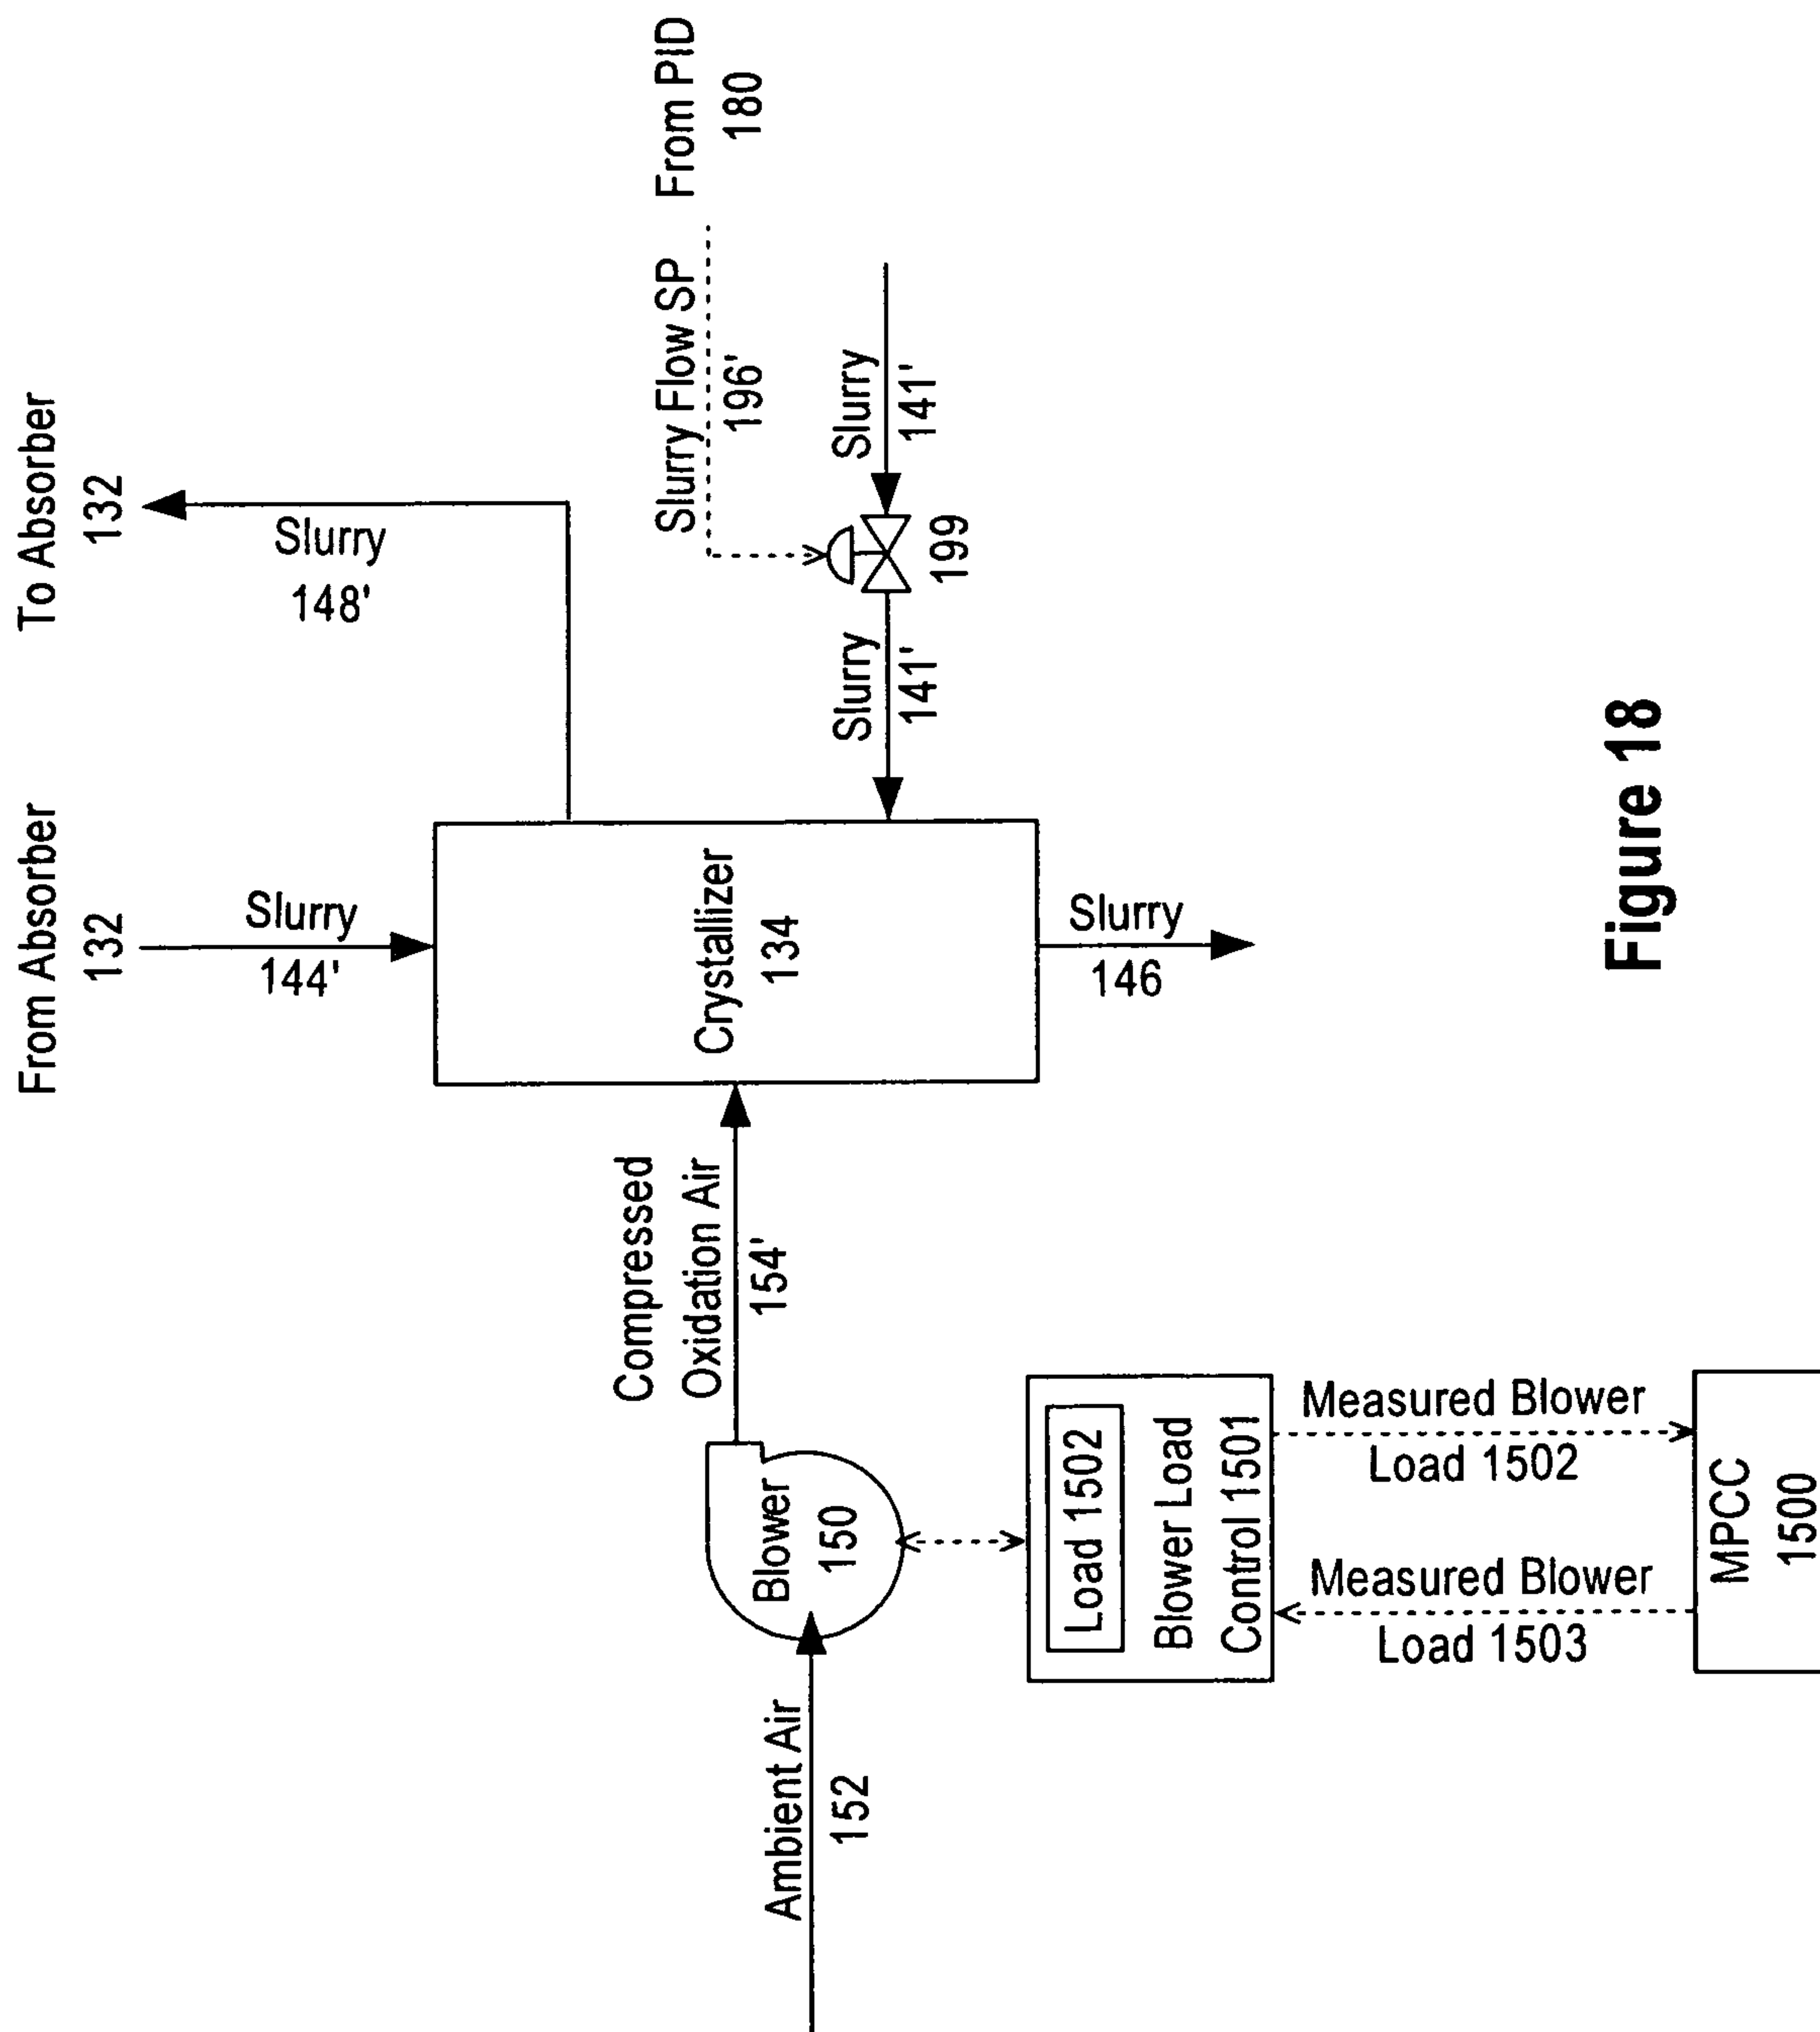 From Absorber
132
To Absorber
132
Slurry
144'
Slurry
148'
Slurry Flow SP
196'
From PID
180
Compressed
Oxidation Air
154'
Crystallizer
134
Slurry
141'
Slurry
141'
199
Ambient Air
152
Blower
150
Slurry
146
Load 1502
Blower Load
Control 1501
Measured Blower
Load 1503
Measured Blower
Load 1502
MPCC
1500
Figure 18